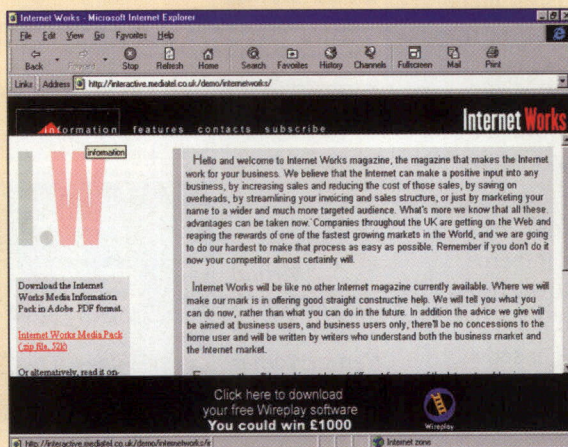 Internet Works - Microsoft Internet Explorer
File Edit View Go Favorites Help
Back Forward Stop Refresh Home Search Favorites History Channels Fullscreen Mail Print
Links Address http://interactive.mediatel.co.uk/demo/internetworks/
information features contacts subscribe
Internet Works
information
I.W
Hello and welcome to Internet Works magazine, the magazine that makes the Internet
work for your business. We believe that the Internet can make a positive input into any
business, by increasing sales and reducing the cost of those sales, by saving on
overheads, by streamlining your invoicing and sales structure, or just by marketing your
name to a wider and much more targeted audience. What's more we know that all these
advantages can be taken now. Companies throughout the UK are getting on the Web and
reaping the rewards of one of the fastest growing markets in the World, and we are going
to do our hardest to make that process as easy as possible. Remember if you don't do it
now your competitor almost certainly will.
Internet Works will be like no other Internet magazine currently available. Where we will
make our mark is in offering good straight constructive help. We will tell you what you
can do now, rather than what you can do in the future. In addition the advice we give will
be aimed at business users, and business users only, there'll be no concessions to the
home user and will be written by writers who understand both the business market and
the Internet market.
Download the Internet
Works Media Information
Pack in Adobe .PDF format.
Internet Works Media Pack
(.zip file, 52k)
Or alternatively, read it on-
Click here to download
your free Wireplay software
You could win £1000
Wireplay
http://interactive.mediatel.co.uk/demo/internetworks/ir
Internet zone